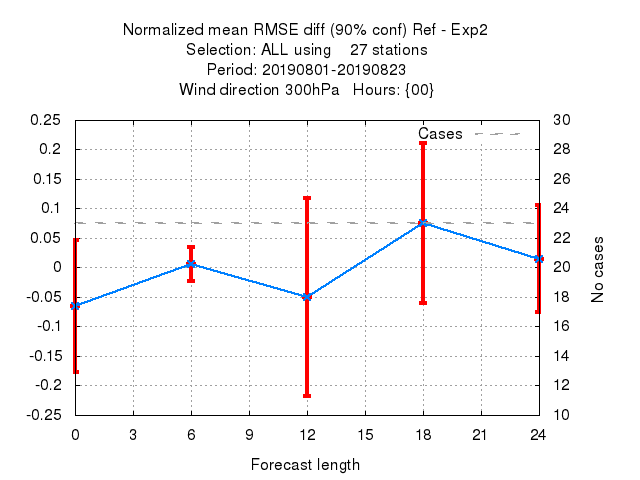 Normalized mean RMSE diff (90% conf) Ref - Exp2
Selection: ALL using    27 stations
Period: 20190801-20190823
Wind direction 300hPa   Hours: {00}
Cases
0.25
0.2
0.15
0.1
0.05
0
-0.05
-0.1
-0.15
-0.2
-0.25
30
28
26
24
22
20
18
16
14
12
10
No cases
0 3 6 9 12 15 18 21 24
Forecast length